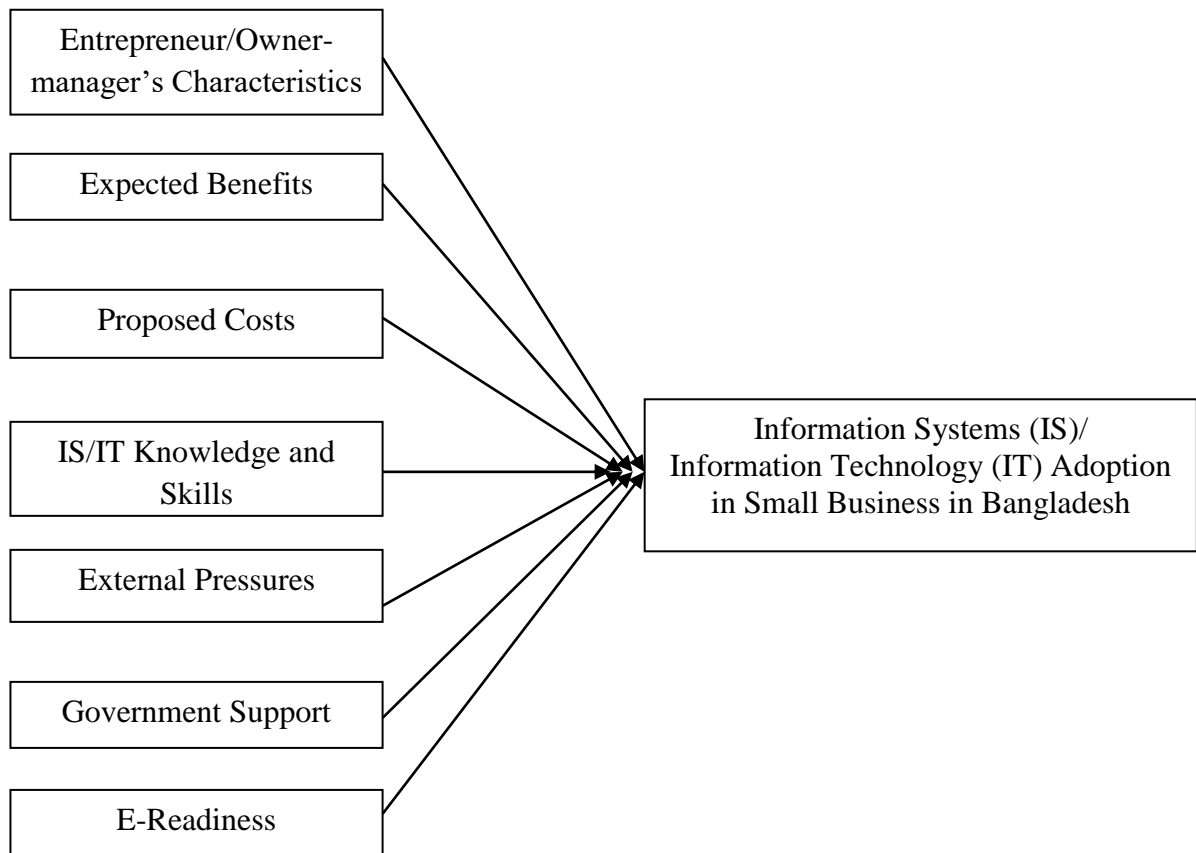 Entrepreneur/Owner-
manager’s Characteristics
Expected Benefits
Proposed Costs
IS/IT Knowledge and
Skills
External Pressures
Government Support
E-Readiness
Information Systems (IS)/
Information Technology (IT) Adoption
in Small Business in Bangladesh